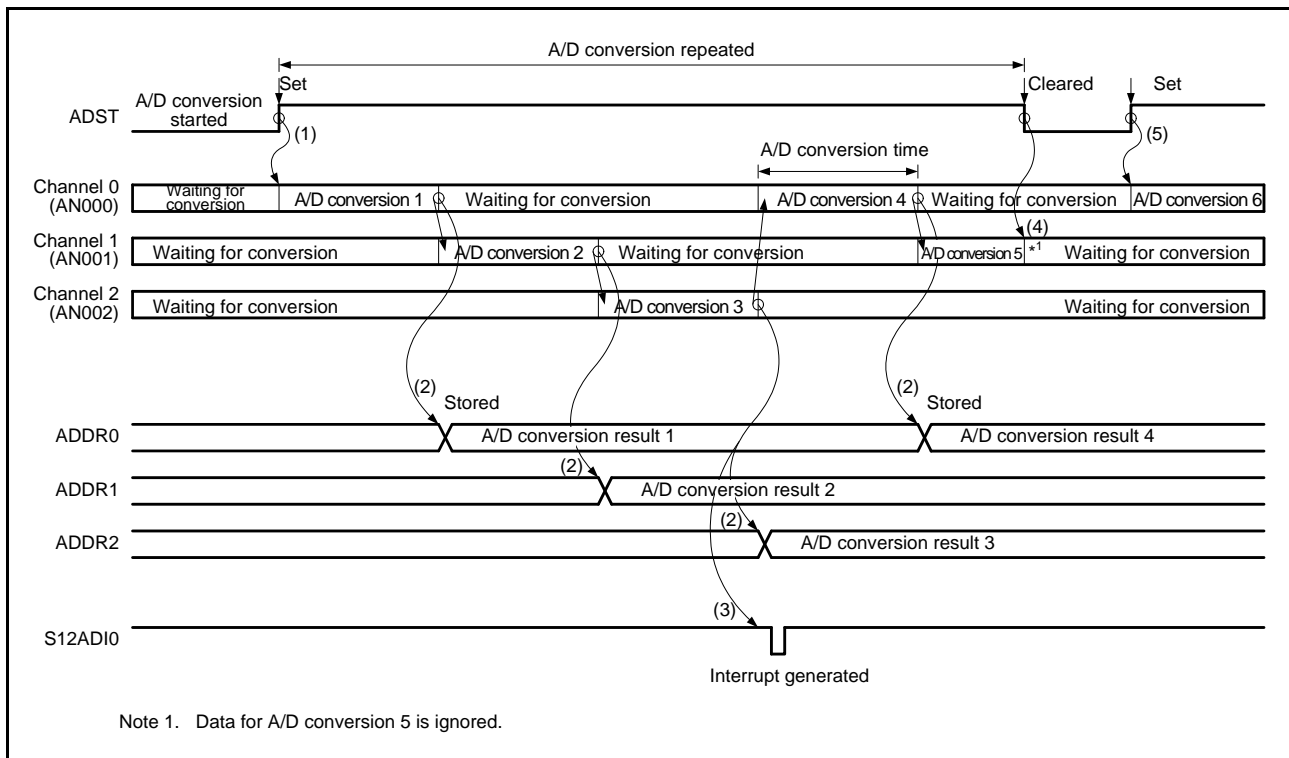 A/D conversion repeated
Set
Cleared
Set
A/D conversion
started
ADST
(1)
(5)
A/D conversion time
Channel 0
(AN000)
Waiting for
conversion
A/D conversion 1
Waiting for conversion
A/D conversion 4
Waiting for conversion
A/D conversion 6
(4)
Channel 1
(AN001)
Waiting for conversion
A/D conversion 2
Waiting for conversion
A/D conversion 5
*1
Waiting for conversion
Channel 2
(AN002)
Waiting for conversion
A/D conversion 3
Waiting for conversion
(2)
Stored
(2)
Stored
ADDR0
A/D conversion result 1
A/D conversion result 4
(2)
ADDR1
A/D conversion result 2
(2)
ADDR2
A/D conversion result 3
(3)
S12ADI0
Interrupt generated
Note 1. Data for A/D conversion 5 is ignored.